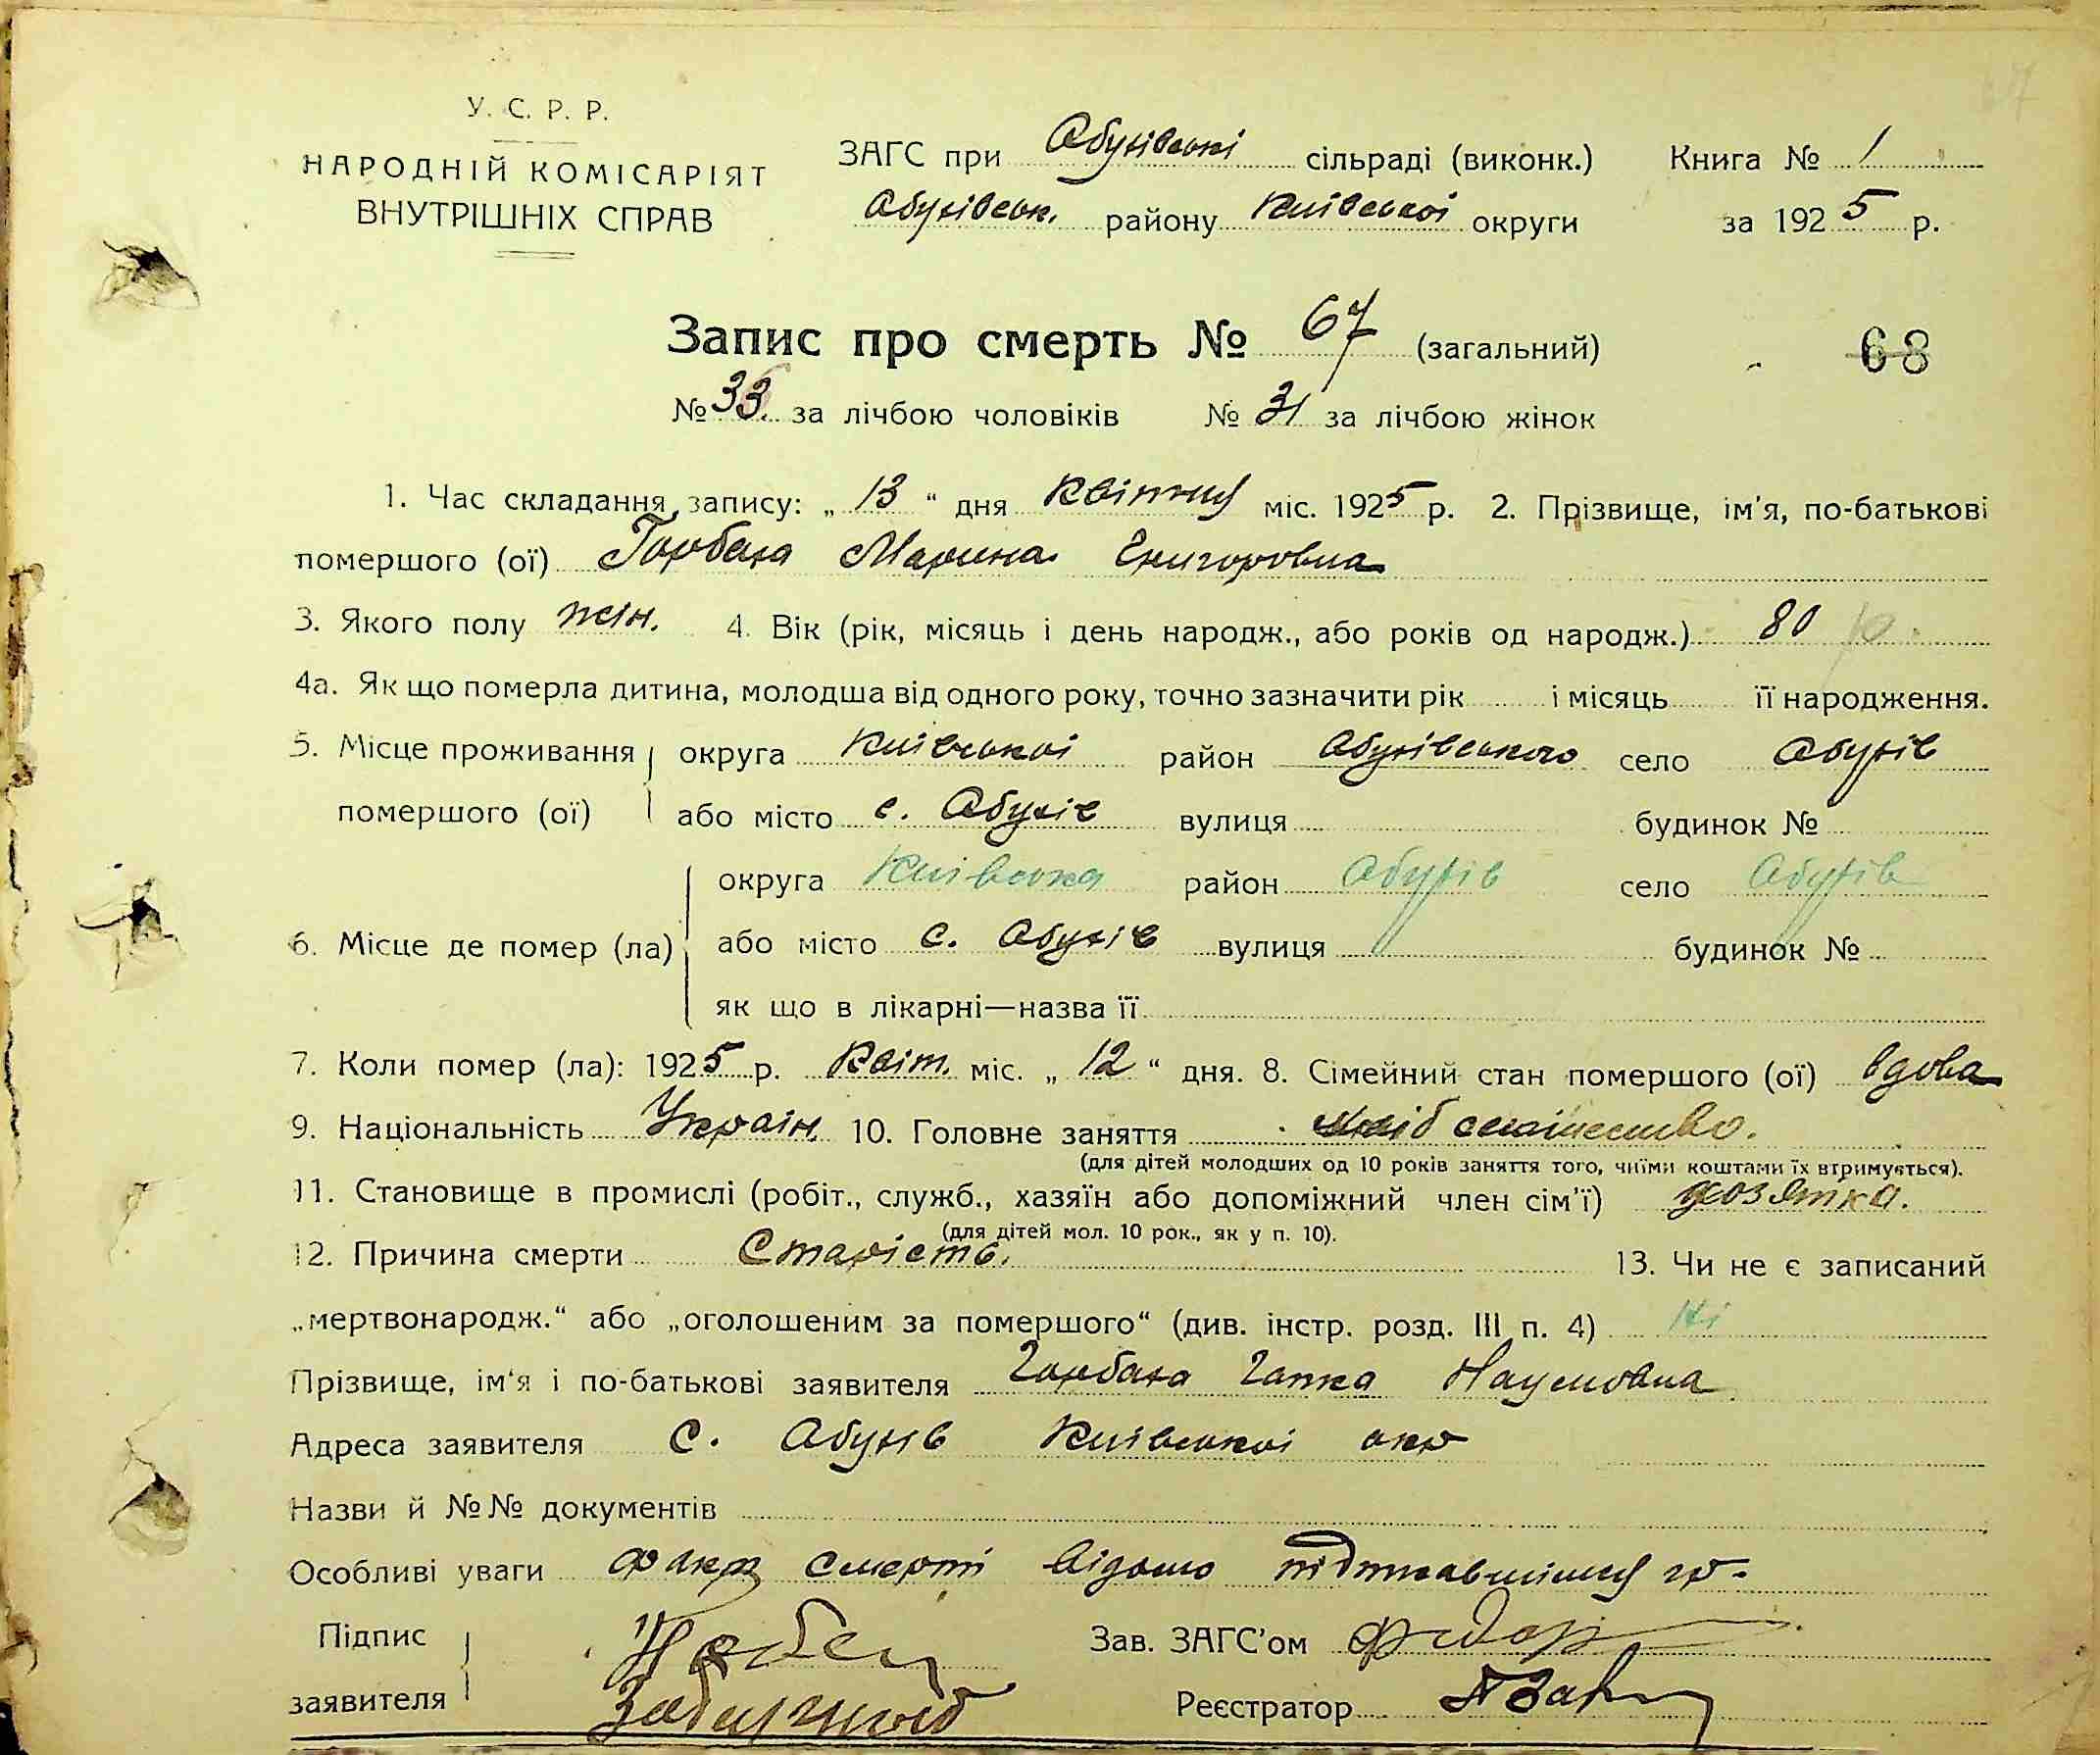 У. С. Р. Р.
НАРОДНІЙ КОМІСАРІЯТ
ВНУТРІШНІХ СПРАВ
ЗАГС при Обухівські сільраді (виконк.) Книга № 1
Обухівськ. району Київської округи за 1925 р.
Запис про смерть № 67 (загальний)
68
№ 33 за лічбою чоловіків № 31 за лічбою жінок
1. Час складання запису: „ 13 “ дня Квітня міс. 1925 р. 2. Прізвище, ім'я, по-батькові
помершого (ої) Горбаха Марина Григоровна
3. Якого полу жін. 4. Вік (рік, місяць і день народж., або років од народж.) 80 р.
4а. Як що померла дитина, молодша від одного року, точно зазначити рік і місяць її народження.
5. Місце проживання округа Київської район Обухівського село Обухів
помершого (ої) або місто с. Обухів вулиця будинок №
округа Київська район Обухів село Обухів
6. Місце де помер (ла) або місто с. Обухів вулиця будинок №
як що в лікарні—назва її
7. Коли помер (ла): 1925 р. Квіт. міс. „ 12 “ дня. 8. Сімейний стан помершого (ої) вдова
9. Національність Україн. 10. Головне заняття
(для дітей молодших од 10 років заняття того, чиїми коштами їх втримується).
11. Становище в промислі (робіт., служб., хазяїн або допоміжний член сім'ї) хозятка.
(для дітей мол. 10 рок., як у п. 10).
12. Причина смерти Старість. 13. Чи не є записаний
„мертвонародж.“ або „оголошеним за помершого“ (див. інстр. розд. III п. 4) Ні
Прізвище, ім'я і по-батькові заявителя Горбаха Гапка Наумовна
Адреса заявителя с. Обухів Київської окр
Назви й №№ документів
Особливі уваги факт смерті відомо
Підпис
заявителя
Зав. ЗАГС'ом
Реєстратор